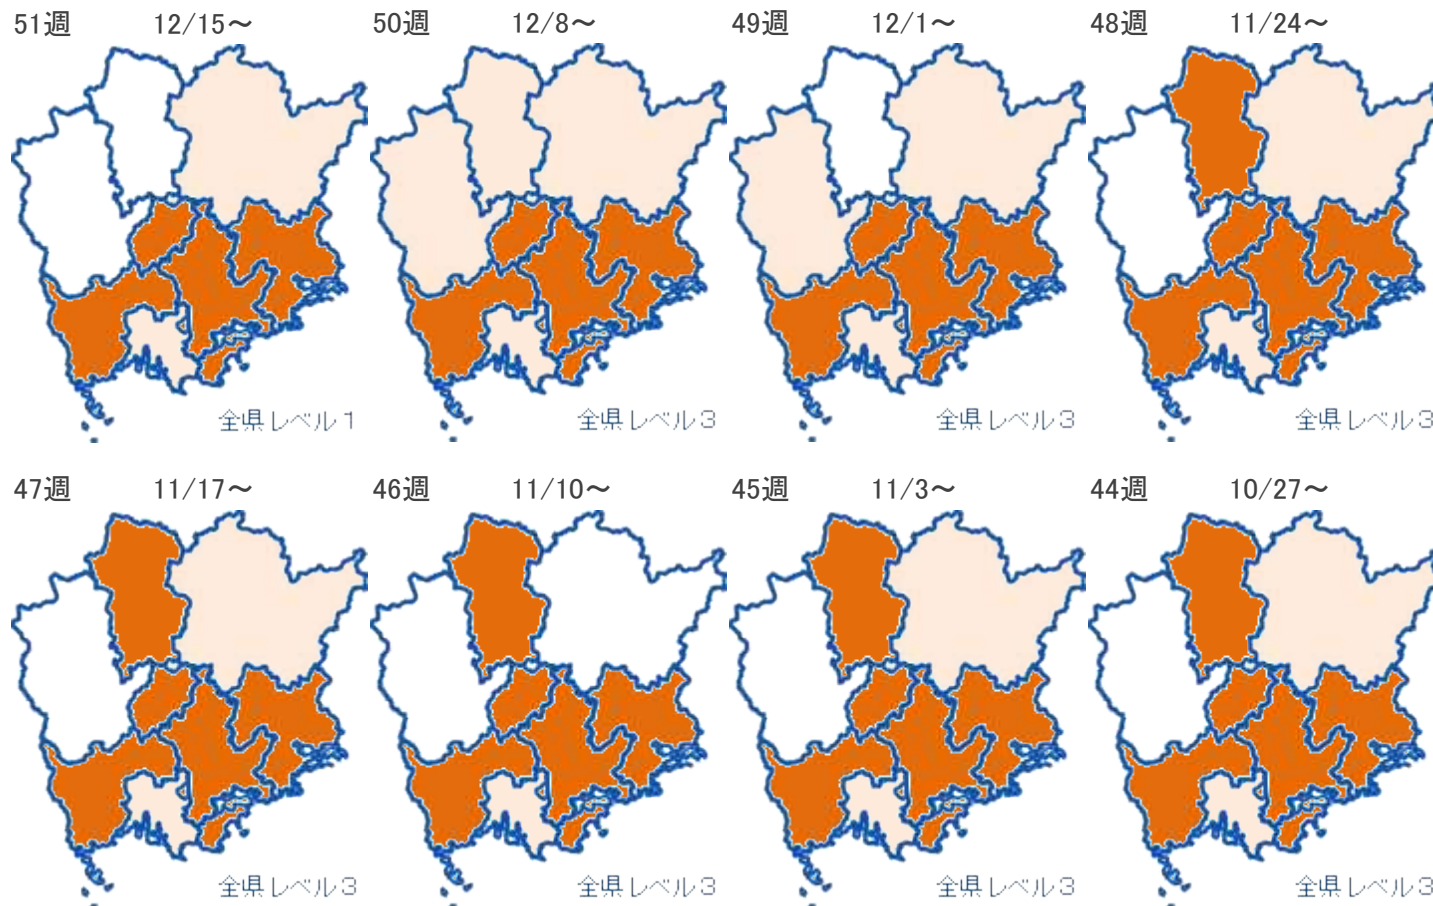 51週 12/15～ 50週 12/8～ 49週 12/1～ 48週 11/24～
全県レベル１ 全県レベル３ 全県レベル３ 全県レベル３
47週 11/17～ 46週 11/10～ 45週 11/3～ 44週 10/27～
全県レベル３ 全県レベル３ 全県レベル３ 全県レベル３